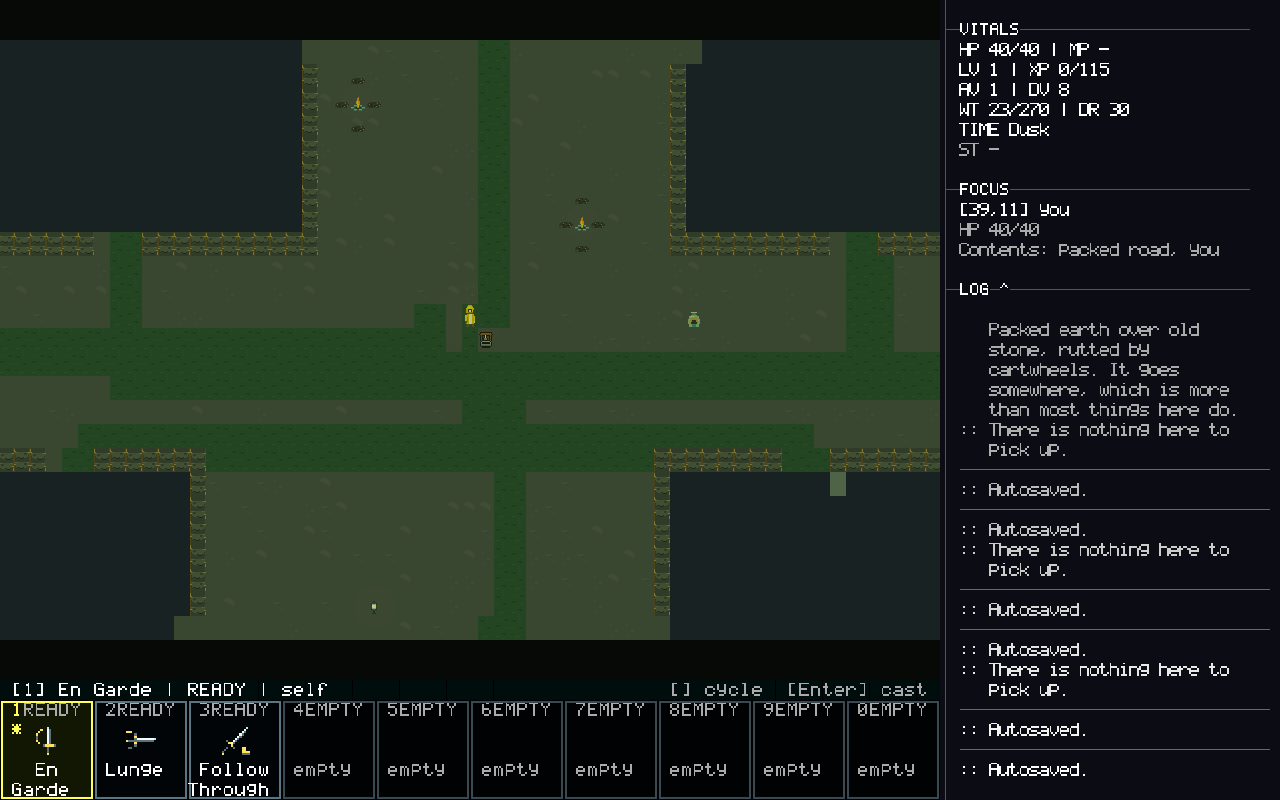 VITALS
HP 40/40 | MP -
LV 1 | XP 0/115
AV 1 | DV 8
WT 23/270 | DR 30
TIME Dusk
ST -
FOCUS
[39,11] You
HP 40/40
Contents: Packed road, You
LOG ^
Packed earth over old
stone, rutted by
cartwheels. It goes
somewhere, which is more
than most things here do.
:: There is nothing here to
Pick uP.
:: Autosaved.
:: Autosaved.
:: There is nothing here to
Pick uP.
:: Autosaved.
:: Autosaved.
:: There is nothing here to
Pick uP.
:: Autosaved.
:: Autosaved.
[1] En Garde | READY | self
[] cycle [Enter] cast
1READY 2READY 3READY 4EMPTY 5EMPTY 6EMPTY 7EMPTY 8EMPTY 9EMPTY 0EMPTY
*
En Lunge Follow emPty emPty emPty emPty emPty emPty emPty
Garde Through